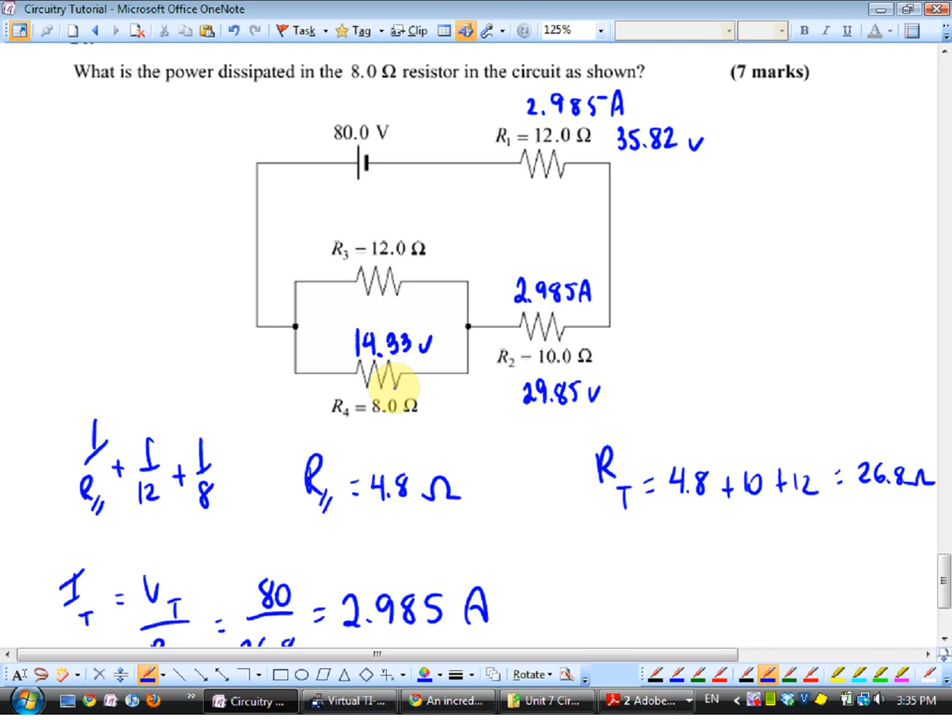 Circuitry Tutorial - Microsoft Office OneNote
Task Tag Clip 125% B I U A
What is the power dissipated in the 8.0 Ω resistor in the circuit as shown? (7 marks)
2.985 A
80.0 V R1 = 12.0 Ω 35.82 V
R3 − 12.0 Ω
2.985A
14.33 V
R2 − 10.0 Ω
29.85 V
R4 = 8.0 Ω
1/R// + 1/12 + 1/8 R// = 4.8 Ω RT = 4.8 + 10 + 12 = 26.8Ω
IT = VT/ = 80/ = 2.985 A
Rotate
Circuitry ... Virtual TI-... An incred... Unit 7 Cir... 2 Adobe... EN 3:35 PM